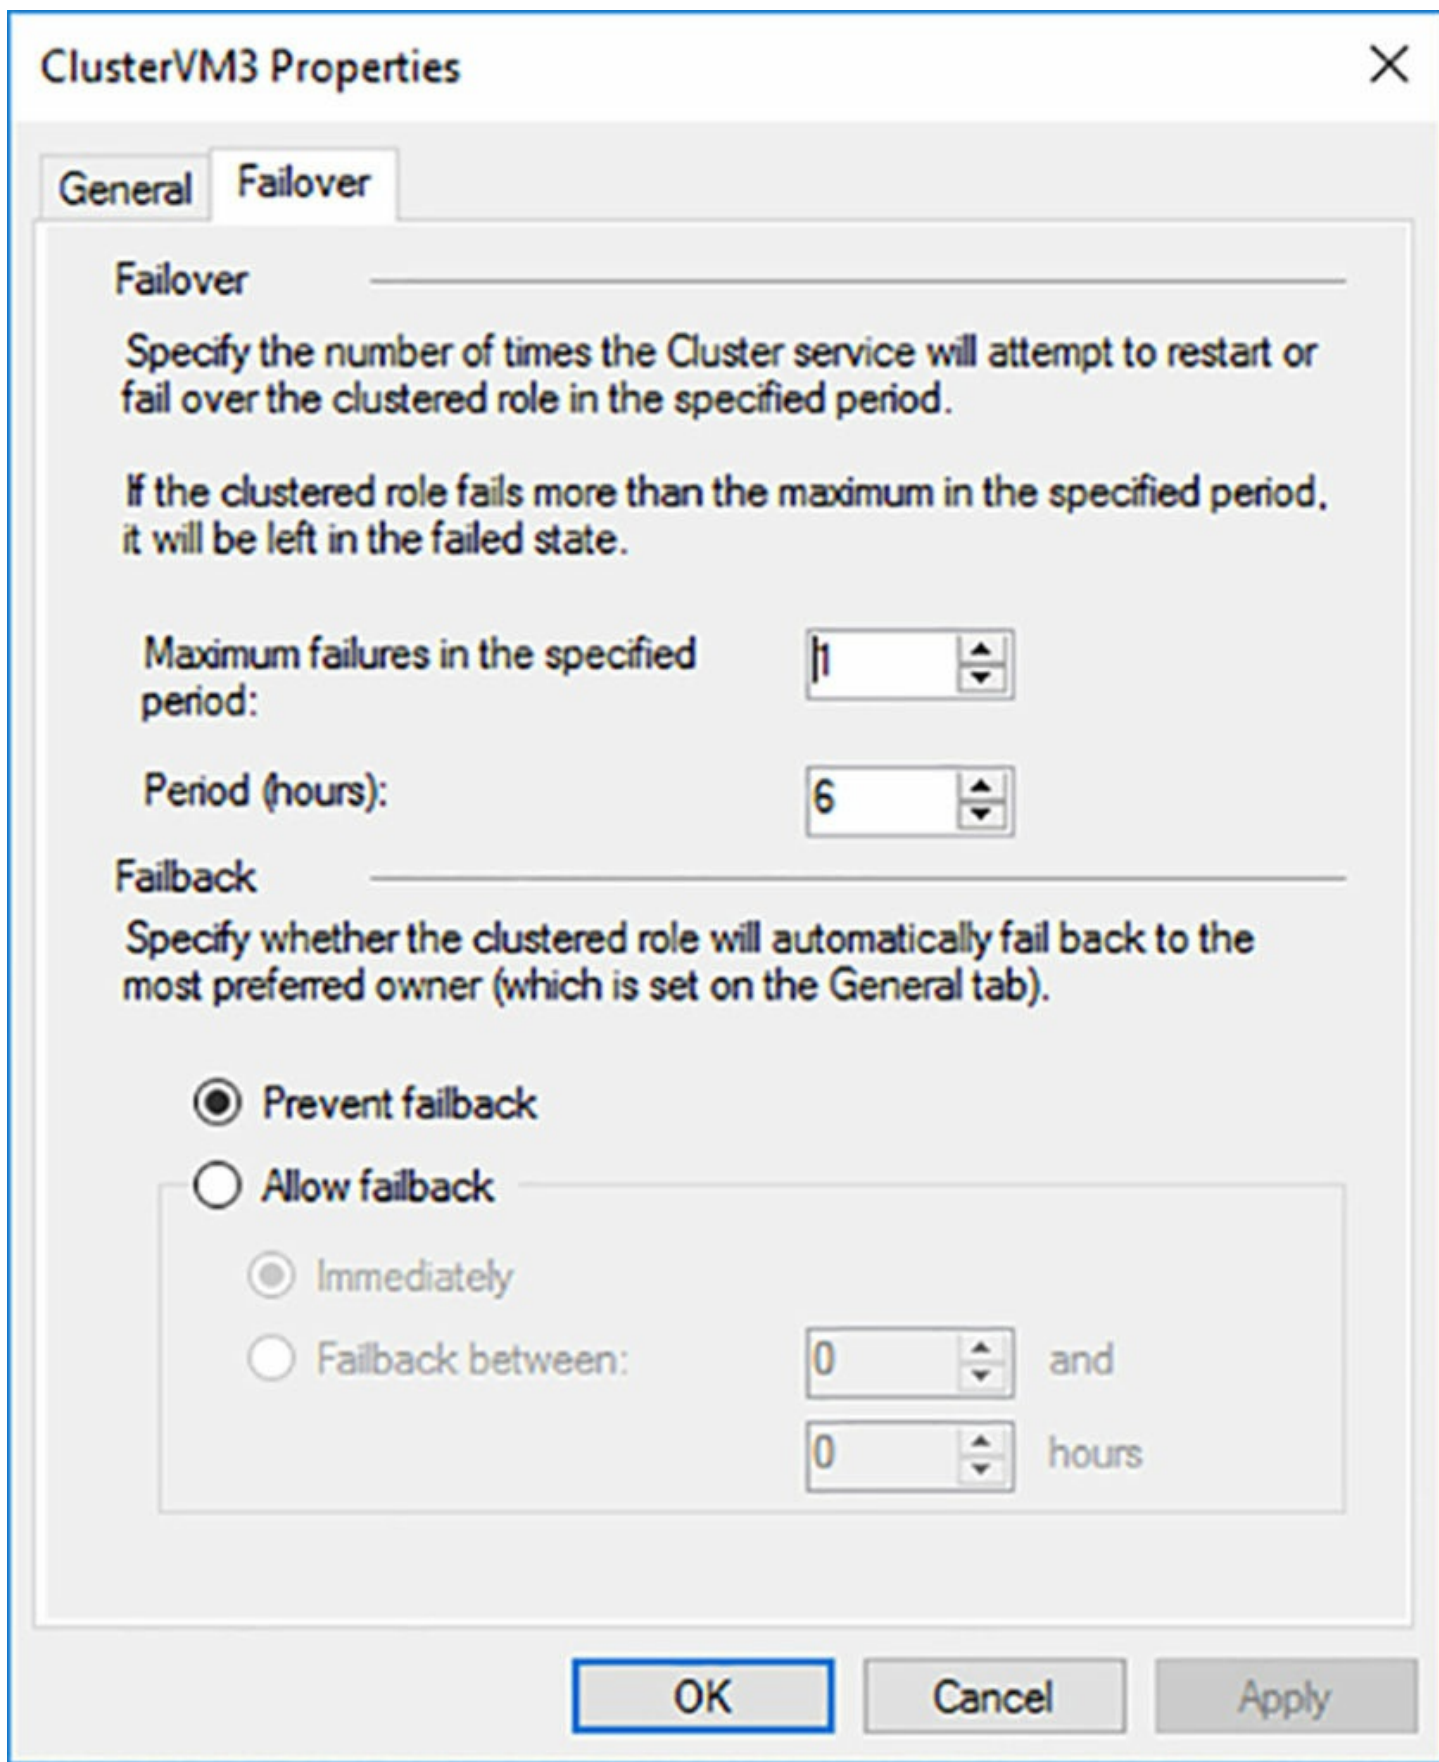 ClusterVM3 Properties
General
Failover
Failover
Specify the number of times the Cluster service will attempt to restart or
fail over the clustered role in the specified period.
If the clustered role fails more than the maximum in the specified period,
it will be left in the failed state.
Maximum failures in the specified
period:
1
Period (hours):
6
Failback
Specify whether the clustered role will automatically fail back to the
most preferred owner (which is set on the General tab).
Prevent failback
Allow failback
Immediately
Failback between:
0
and
0
hours
OK
Cancel
Apply